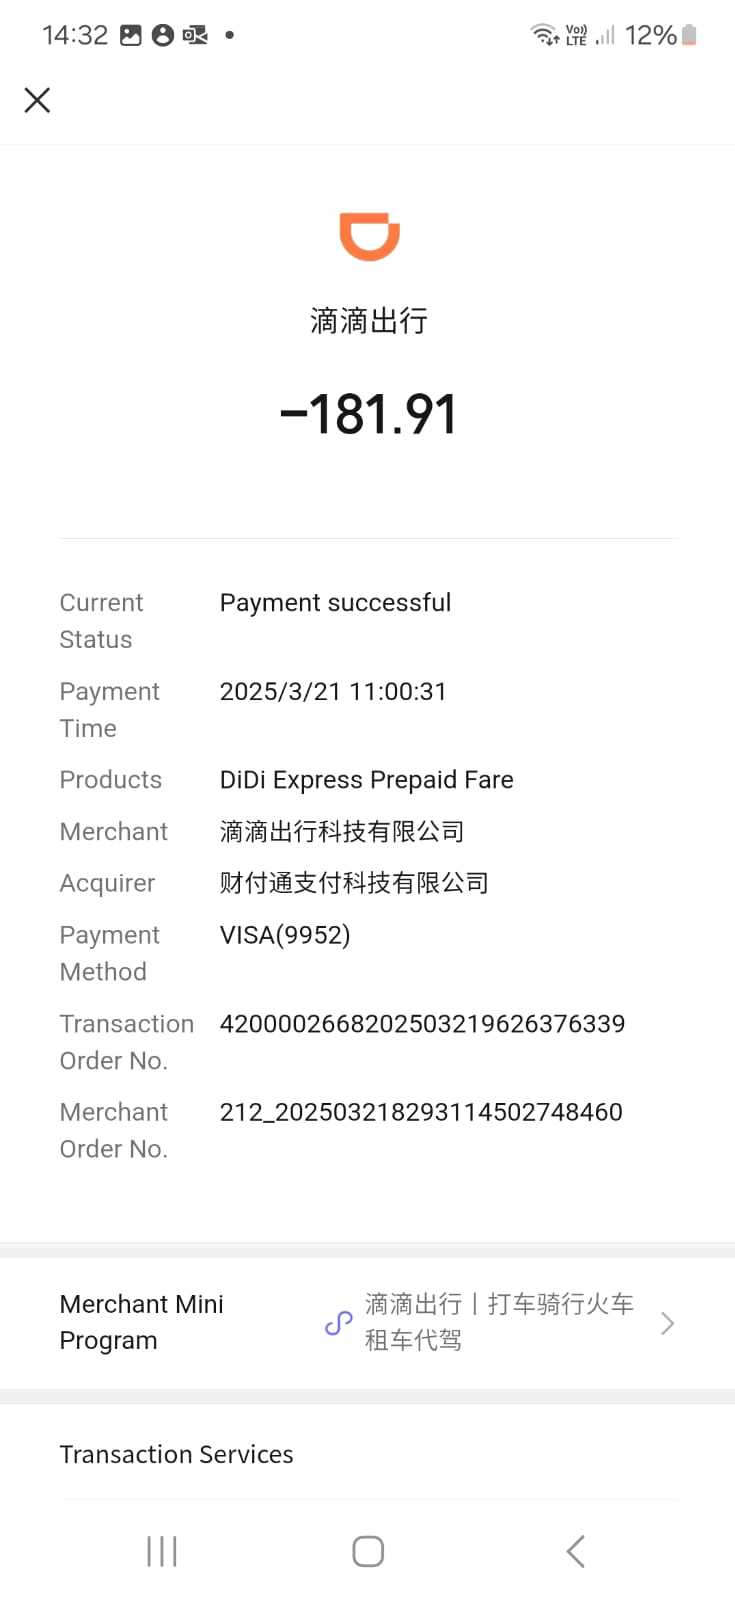 14:32
Vo)) LTE 12%
滴滴出行
-181.91
Current Status
Payment successful
Payment Time
2025/3/21 11:00:31
Products
DiDi Express Prepaid Fare
Merchant
滴滴出行科技有限公司
Acquirer
财付通支付科技有限公司
Payment Method
VISA(9952)
Transaction Order No.
4200002668202503219626376339
Merchant Order No.
212_202503218293114502748460
Merchant Mini Program
滴滴出行丨打车骑行火车
租车代驾
Transaction Services